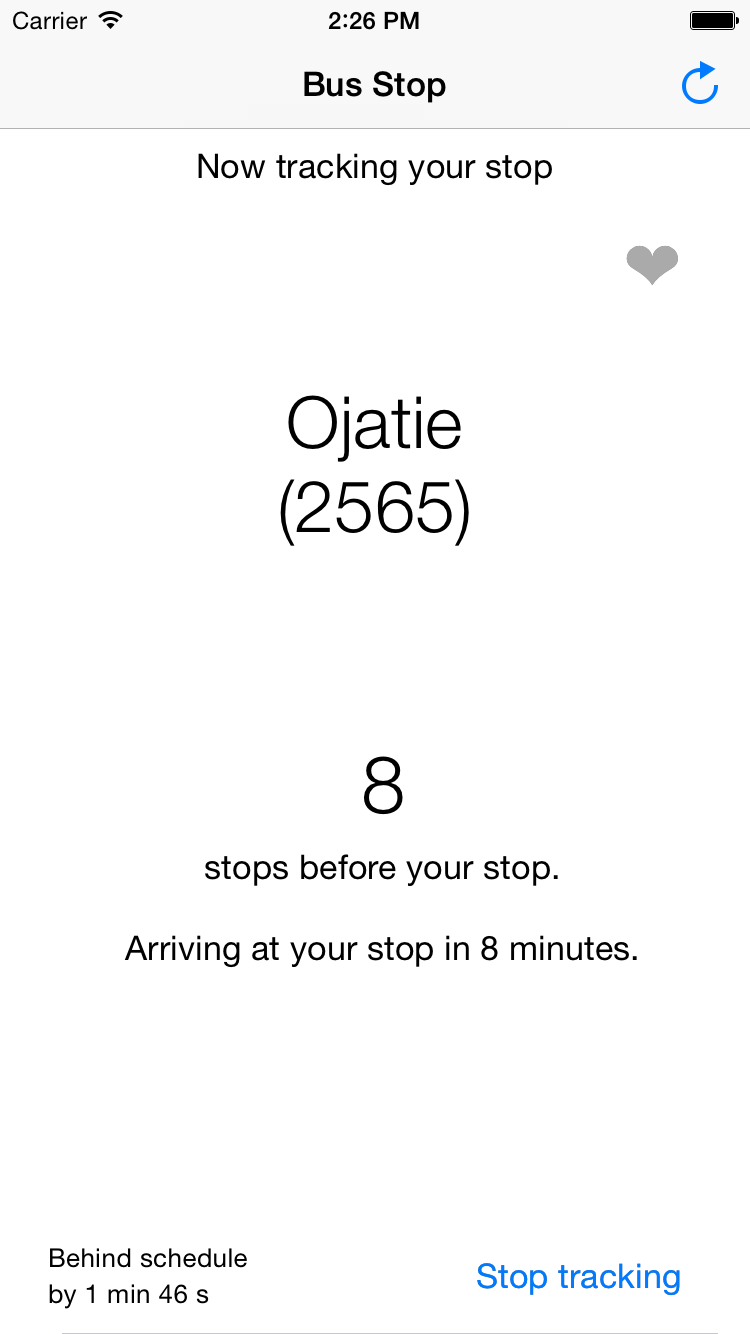 Carrier 2:26 PM
Bus Stop
Now tracking your stop
Ojatie
(2565)
8
stops before your stop.
Arriving at your stop in 8 minutes.
Behind schedule
by 1 min 46 s
Stop tracking